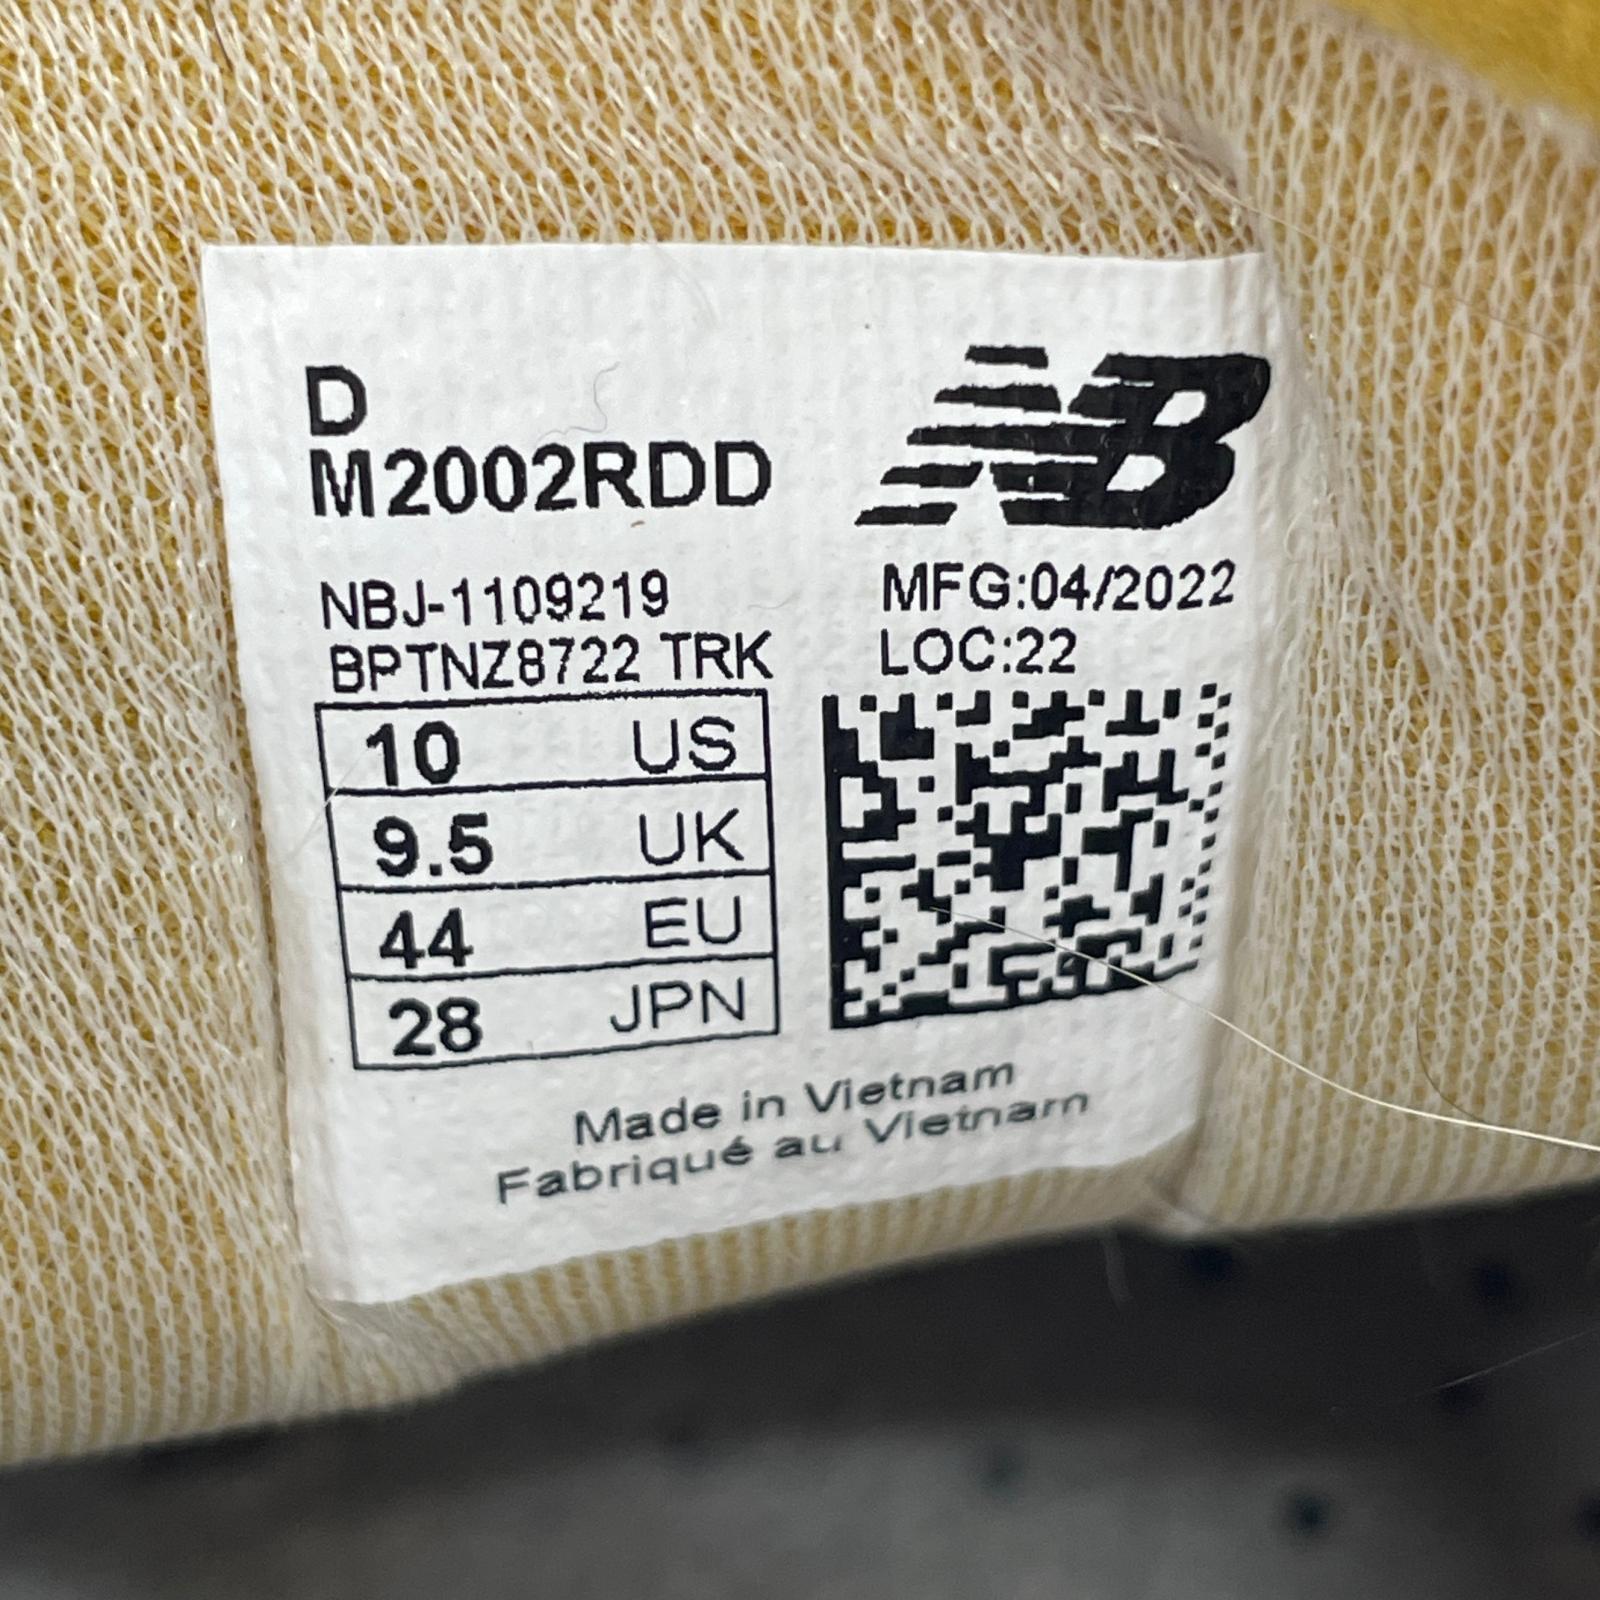 D
M2002RDD
NB
NBJ-1109219
BPTNZ8722 TRK
MFG:04/2022
LOC:22
10 US
9.5 UK
44 EU
28 JPN
Made in Vietnam
Fabriqué au Vietnam